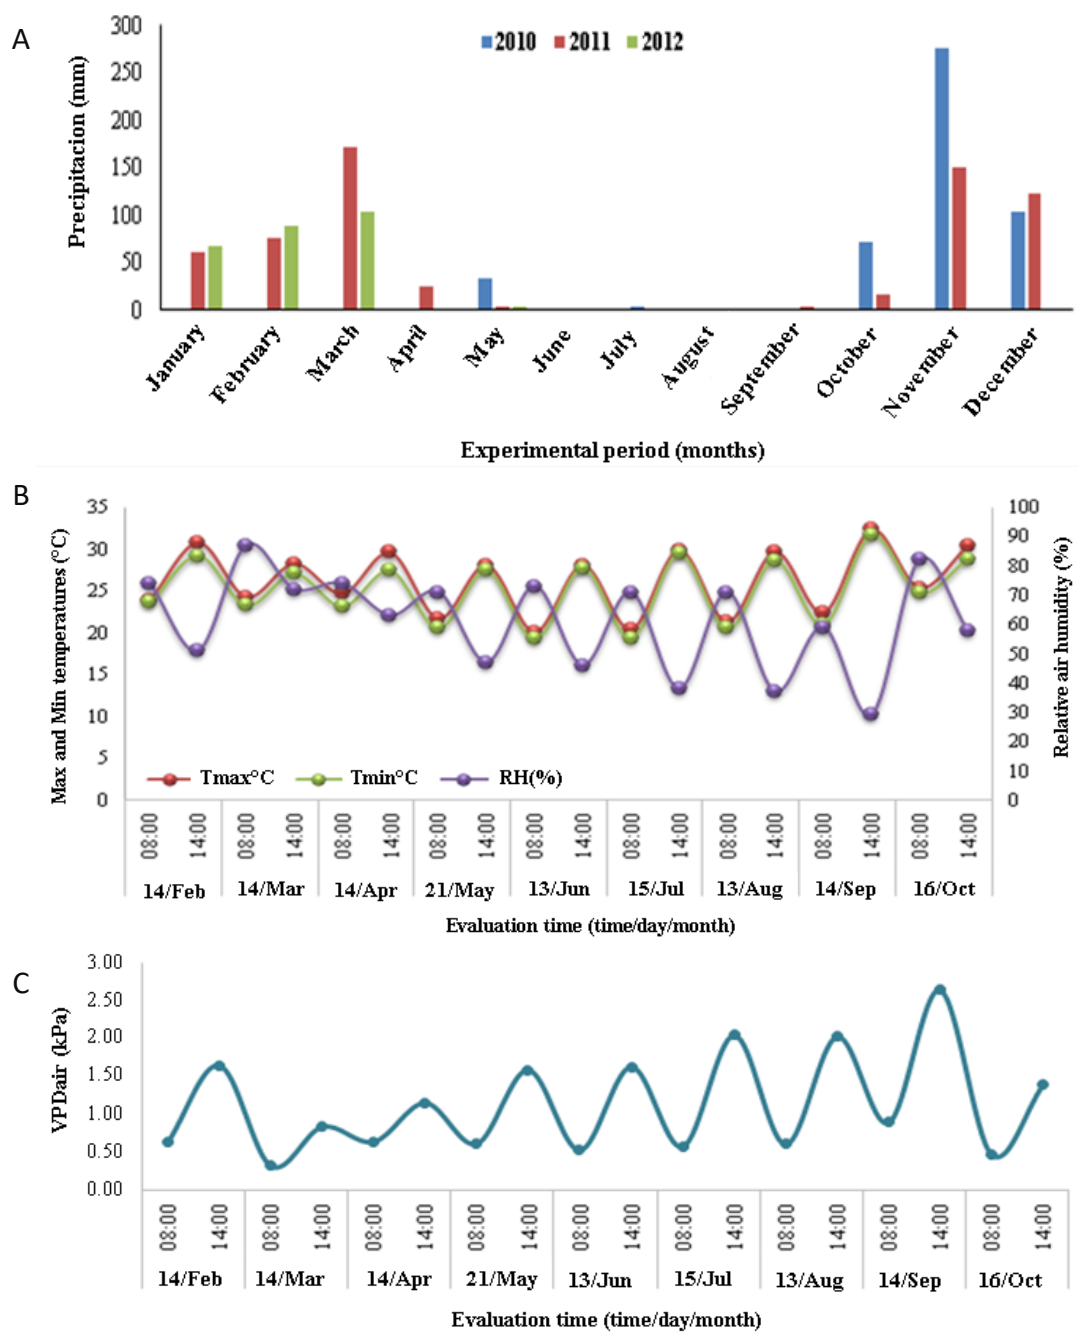 A
300
250
200
150
100
50
0
Precipitacion (mm)
2010 2011 2012
January February March April May June July August September October November December
Experimental period (months)
B
35
30
25
20
15
10
5
0
Max and Min temperatures (°C)
100
90
80
70
60
50
40
30
20
10
0
Relative air humidity (%)
Tmax°C Tmin°C RH(%)
08:00 14:00 08:00 14:00 08:00 14:00 08:00 14:00 08:00 14:00 08:00 14:00 08:00 14:00 08:00 14:00 08:00 14:00
14/Feb 14/Mar 14/Apr 21/May 13/Jun 15/Jul 13/Aug 14/Sep 16/Oct
Evaluation time (time/day/month)
C
3.00
2.50
2.00
1.50
1.00
0.50
0.00
VPDair (kPa)
08:00 14:00 08:00 14:00 08:00 14:00 08:00 14:00 08:00 14:00 08:00 14:00 08:00 14:00 08:00 14:00 08:00 14:00
14/Feb 14/Mar 14/Apr 21/May 13/Jun 15/Jul 13/Aug 14/Sep 16/Oct
Evaluation time (time/day/month)